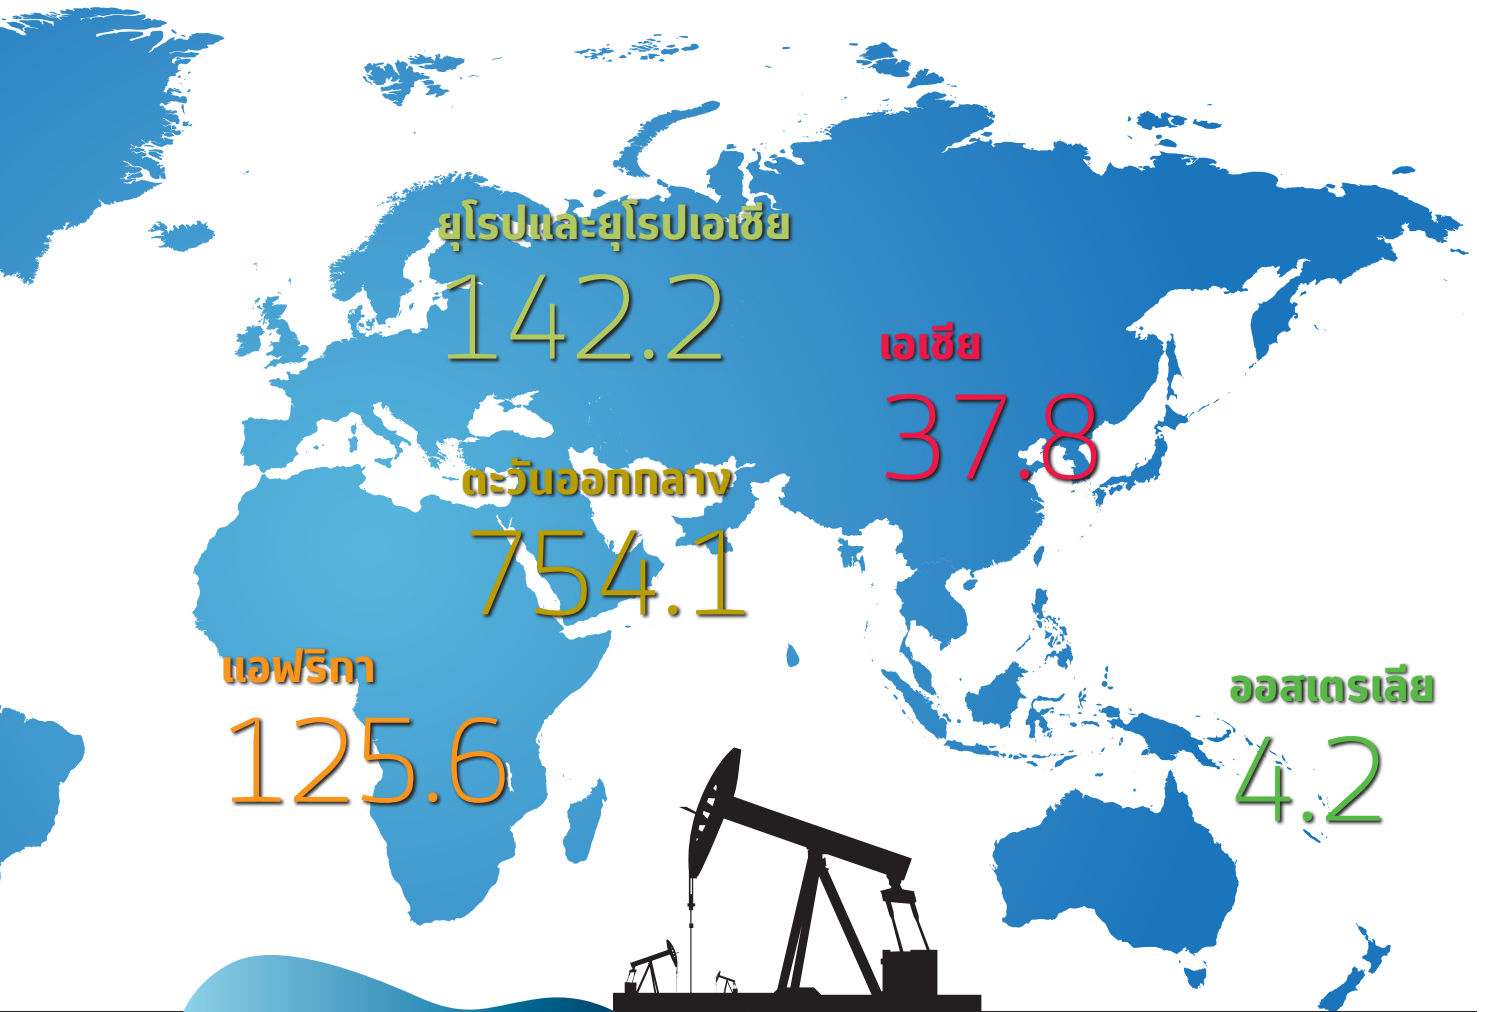 ยุโรปและยุโรปเอเชีย
142.2
เอเชีย
37.8
ตะวันออกกลาง
754.1
แอฟริกา
125.6
ออสเตรเลีย
4.2